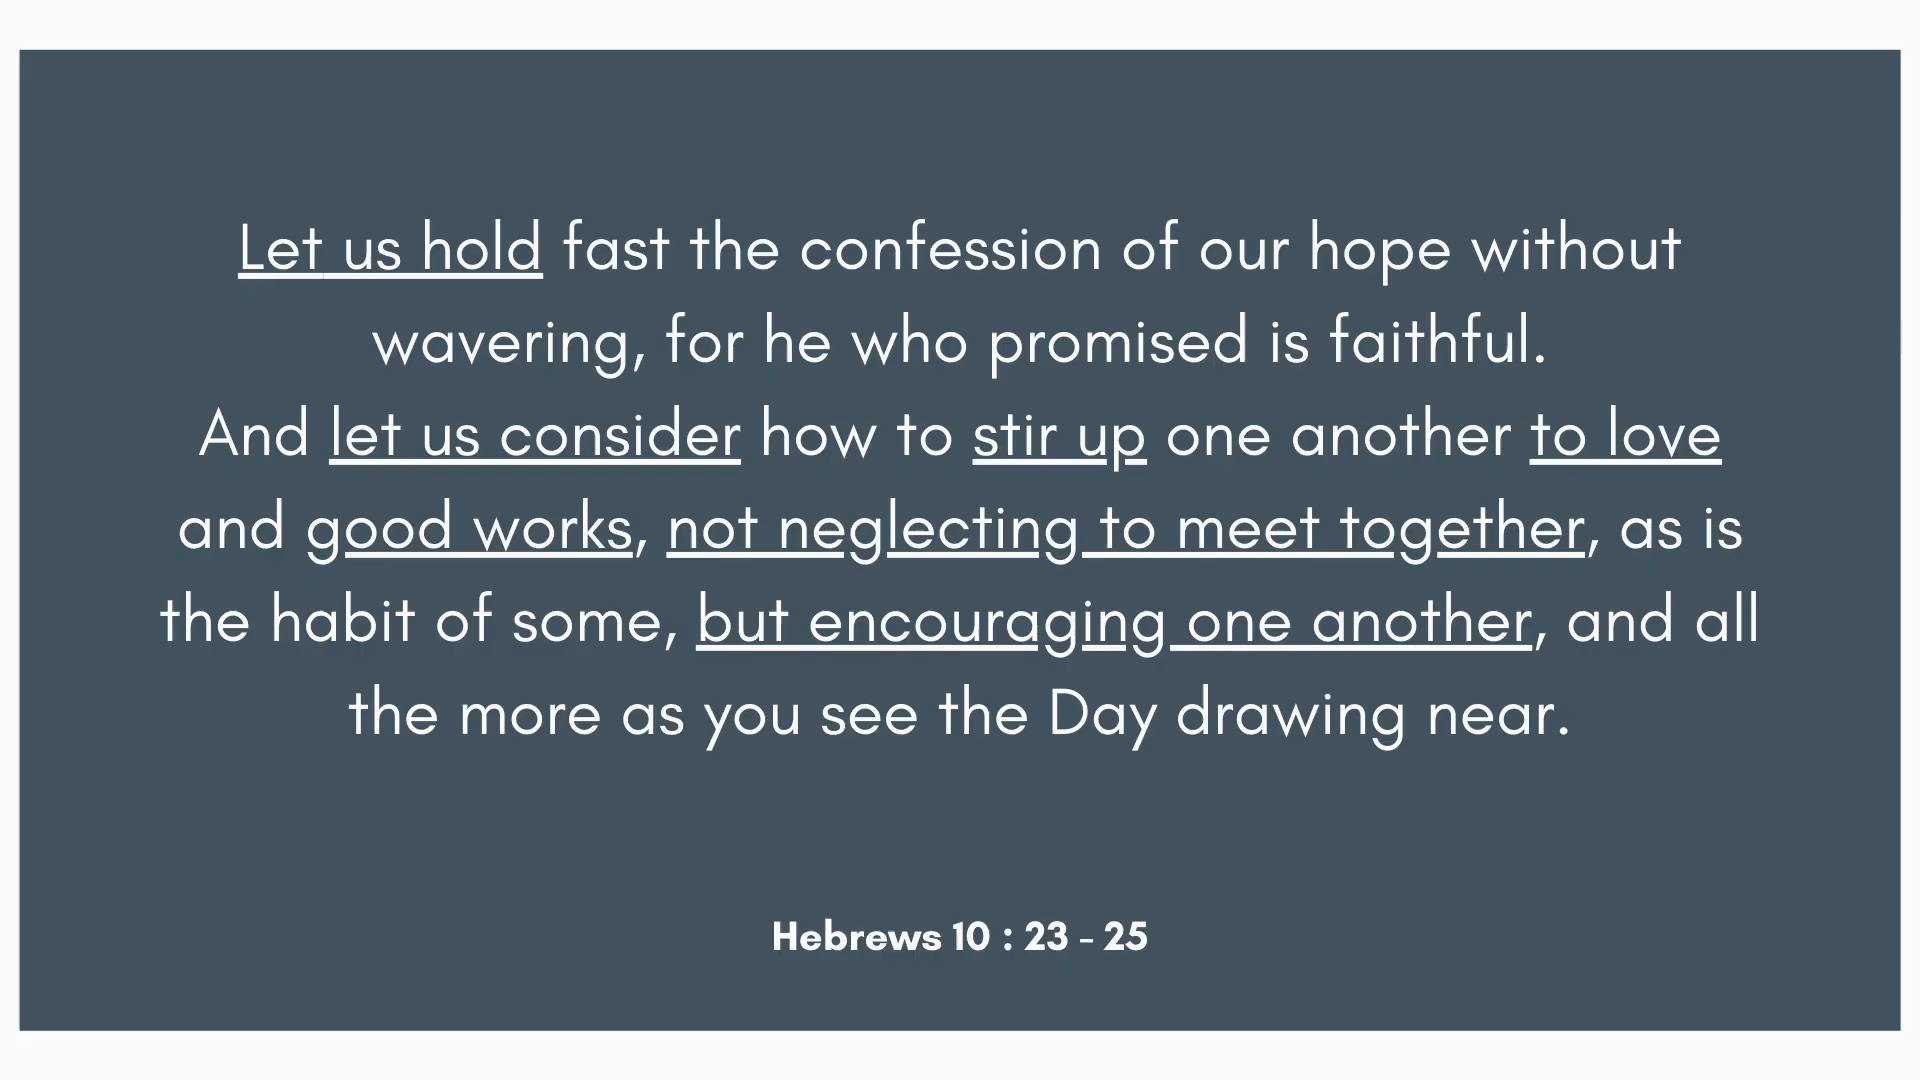 Let us hold fast the confession of our hope without
wavering, for he who promised is faithful.
And let us consider how to stir up one another to love
and good works, not neglecting to meet together, as is
the habit of some, but encouraging one another, and all
the more as you see the Day drawing near.
Hebrews 10 : 23 - 25